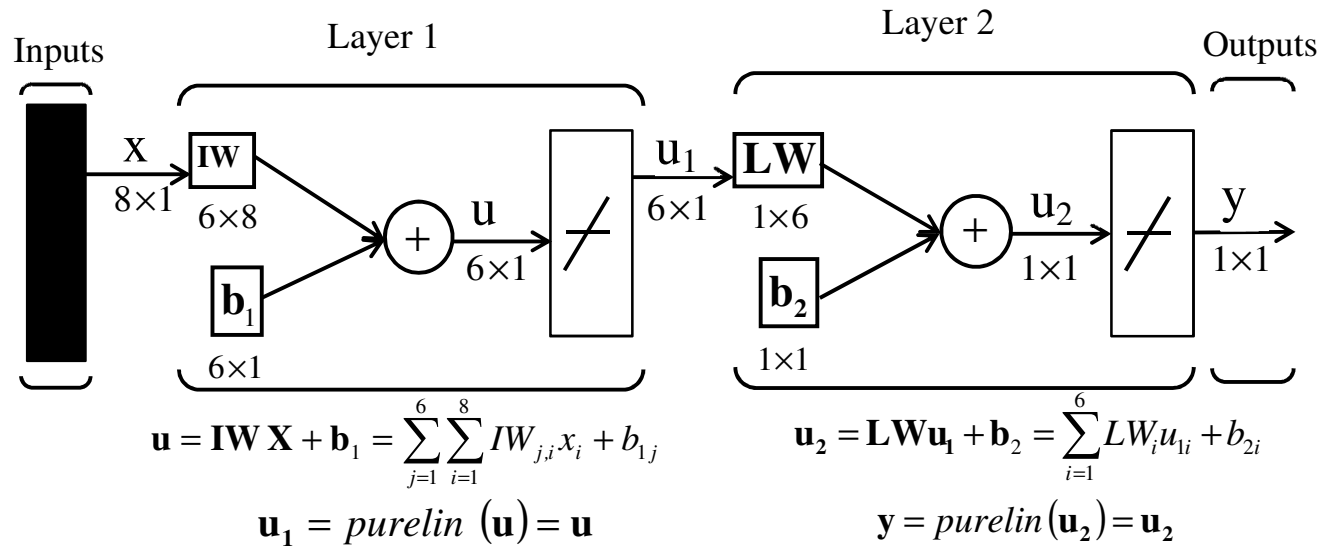 Inputs
Layer 1
Layer 2
Outputs
x
8×1
IW
6×8
b₁
6×1
+
u
6×1
u₁
6×1
LW
1×6
b₂
1×1
+
u₂
1×1
y
1×1
u = IW X + b₁ = ∑_{j=1}^{6} ∑_{i=1}^{8} IW_{j,i} x_i + b_{1j}
u₁ = purelin (u) = u
u₂ = LWu₁ + b₂ = ∑_{i=1}^{6} LW_i u_{1i} + b_{2i}
y = purelin(u₂) = u₂